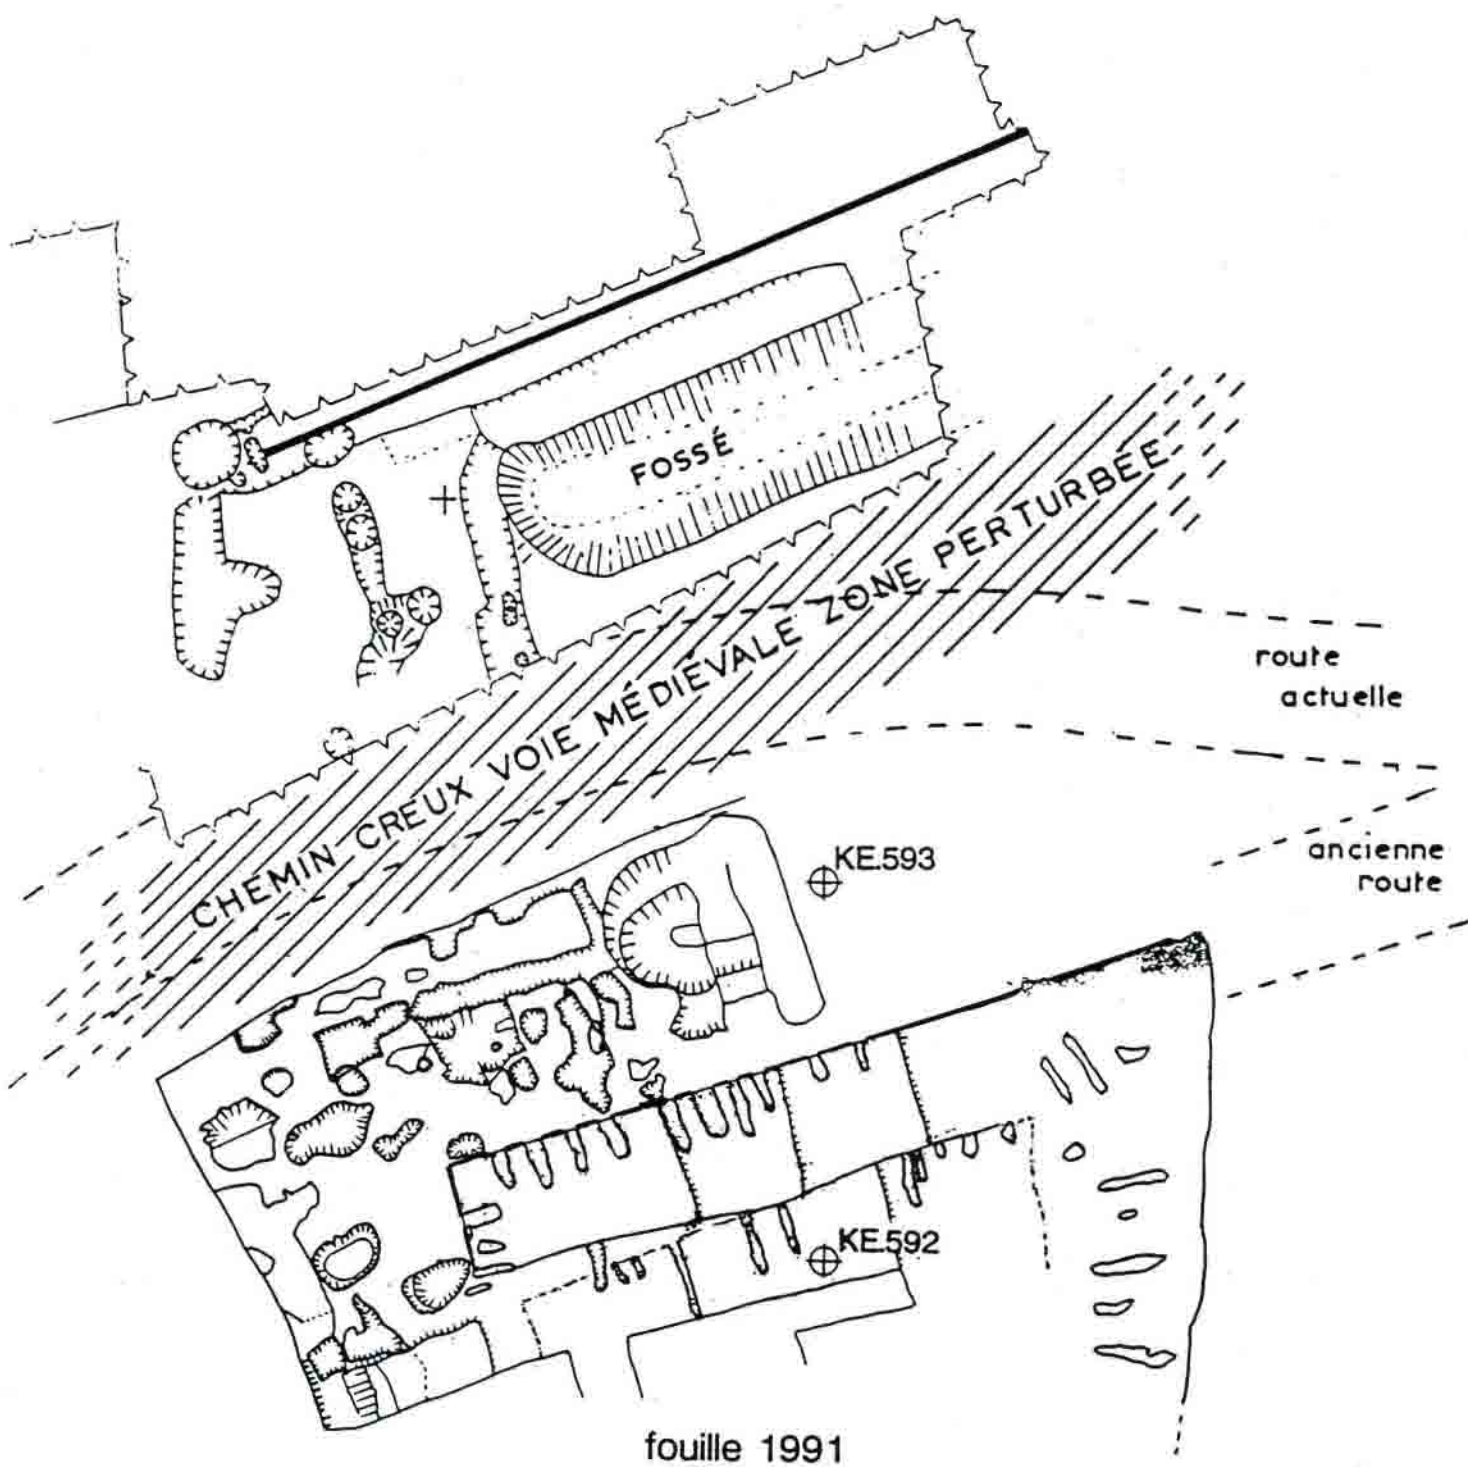 FOSSÉ
CHEMIN CREUX VOIE MÉDIÉVALE ZONE PERTURBÉE
route
actuelle
KE.593
ancienne
route
KE.592
fouille 1991